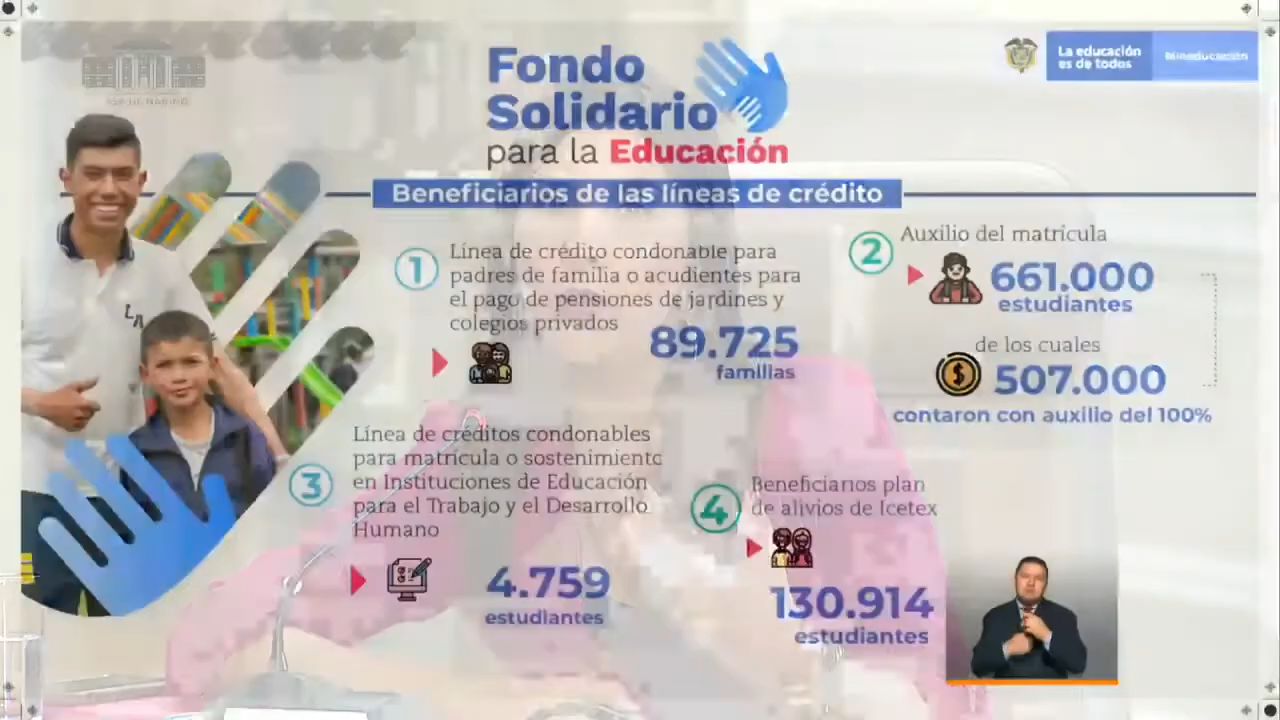 Fondo
Solidario
para la Educación
La educación
es de todos
Mineducación
Beneficiarios de las líneas de crédito
1
Línea de crédito condonable para
padres de familia o acudientes para
el pago de pensiones de jardines y
colegios privados
89.725
familias
2
Auxilio del matrícula
661.000
estudiantes
de los cuales
507.000
contaron con auxilio del 100%
3
Línea de créditos condonables
para matrícula o sostenimiento
en Instituciones de Educación
para el Trabajo y el Desarrollo
Humano
4.759
estudiantes
4
Beneficiarios plan
de alivios de Icetex
130.914
estudiantes